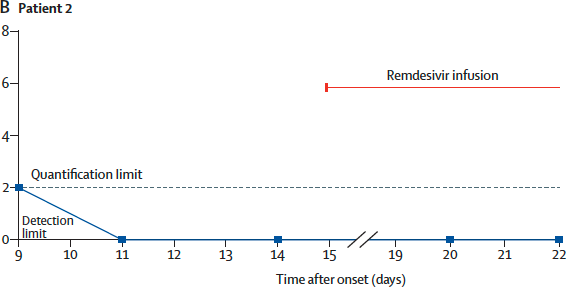 B Patient 2
8
Remdesivir infusion
6
4
Quantification limit
2
Detection
limit
0
9 10 11 12 13 14 15 19 20 21 22
Time after onset (days)